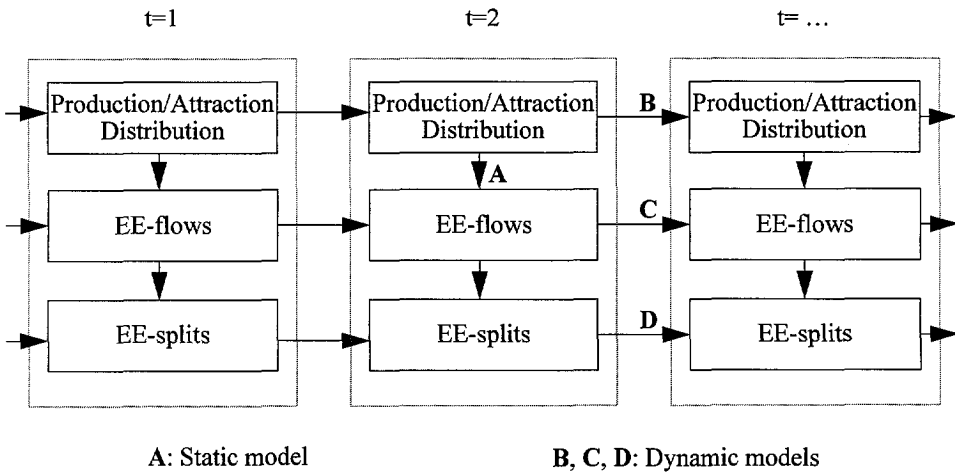 t=1
t=2
t= ...
Production/Attraction
Distribution
Production/Attraction
Distribution
B
Production/Attraction
Distribution
A
EE-flows
EE-flows
C
EE-flows
EE-splits
EE-splits
D
EE-splits
A: Static model
B, C, D: Dynamic models